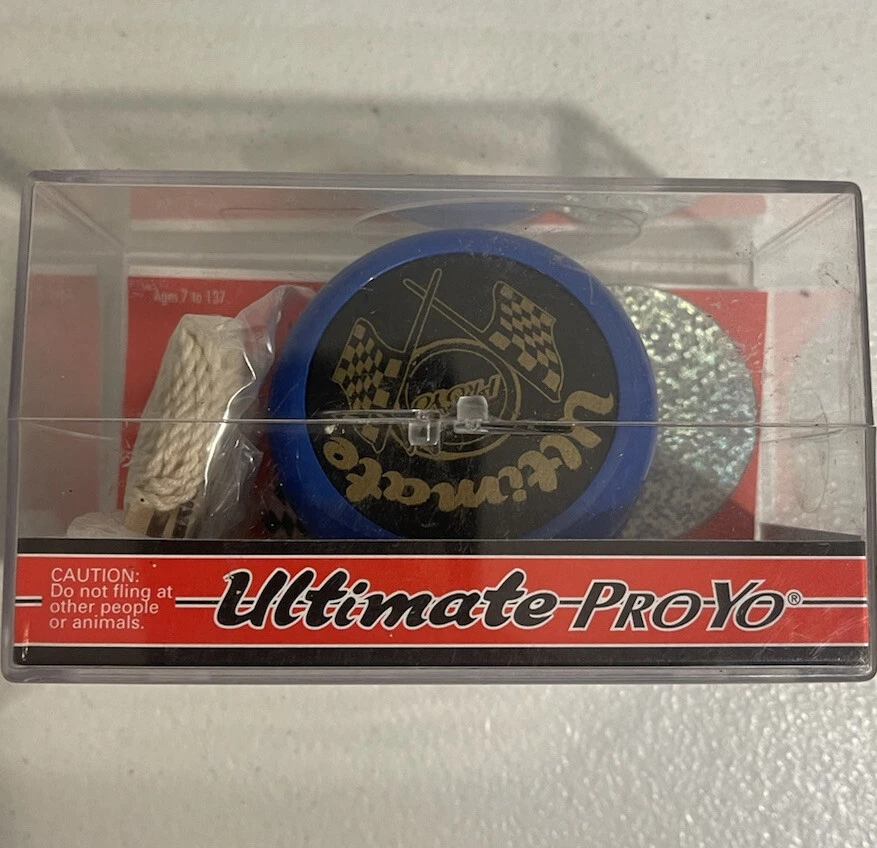 Ages 7 to 137
PROYO
Ultimate
CAUTION:
Do not fling at
other people
or animals.
Ultimate PROYO®